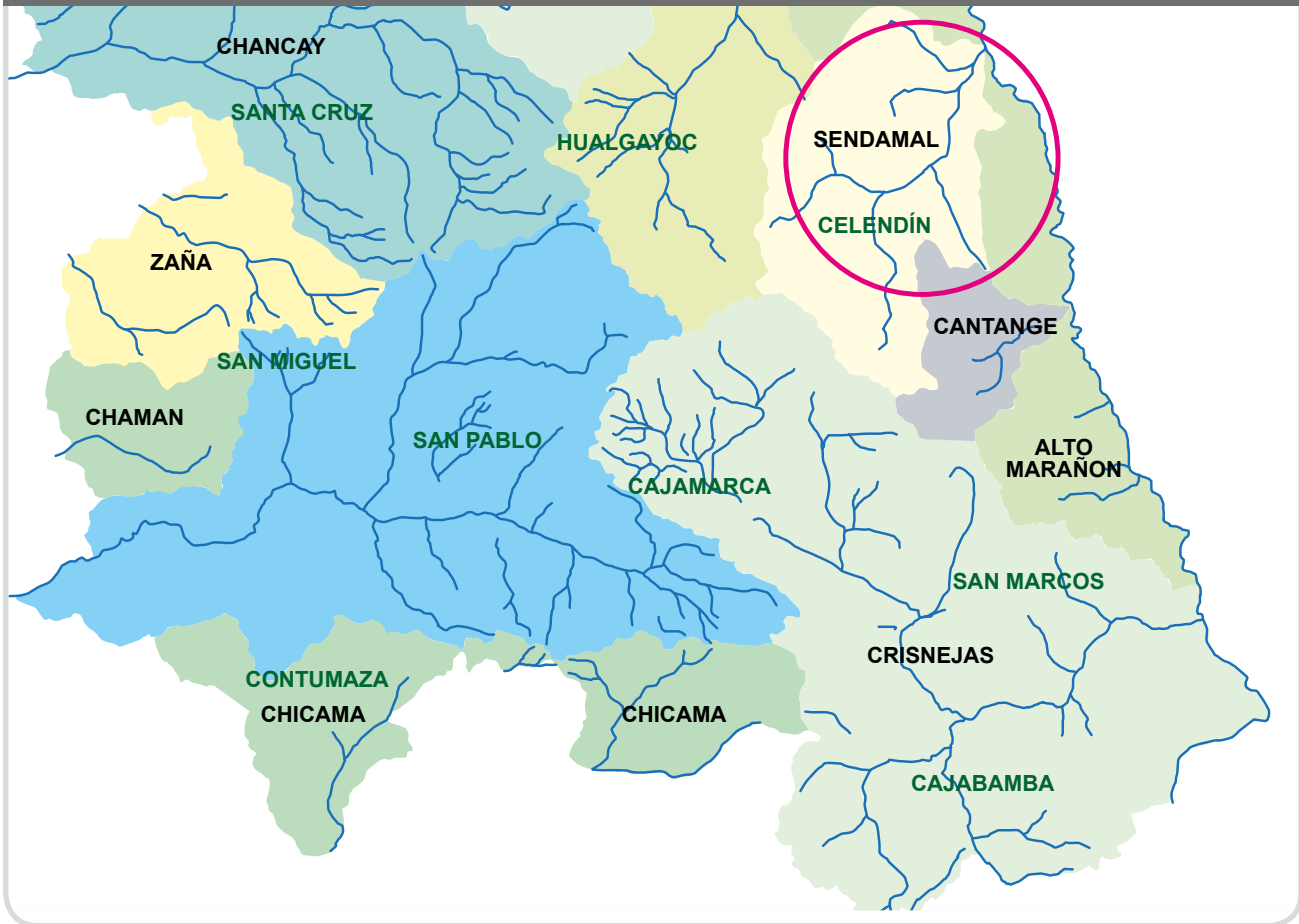 CHANCAY
SANTA CRUZ
HUALGAYOC
SENDAMAL
CELENDÍN
ZAÑA
CANTANGE
SAN MIGUEL
CHAMAN
SAN PABLO
ALTO
MARAÑON
CAJAMARCA
SAN MARCOS
CRISNEJAS
CONTUMAZA
CHICAMA
CHICAMA
CAJABAMBA